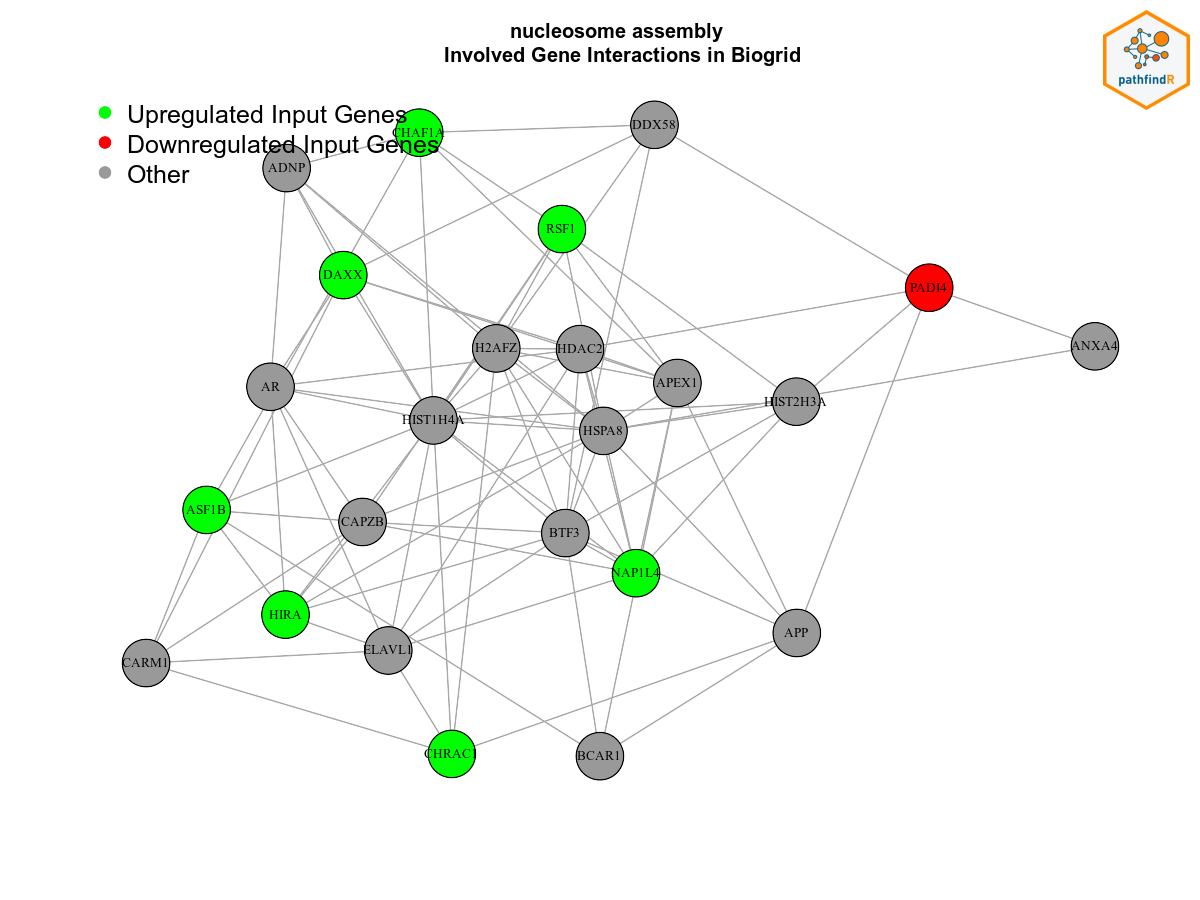 nucleosome assembly
Involved Gene Interactions in Biogrid
pathfindR
Upregulated Input Genes
Downregulated Input Genes
Other
CHAF1A
DDX58
ADNP
RSF1
DAXX
PADI4
H2AFZ
HDAC2
ANXA4
AR
APEX1
HIST2H3A
HIST1H4A
HSPA8
ASF1B
CAPZB
BTF3
NAP1L4
HIRA
APP
ELAVL1
CARM1
CHRAC1
BCAR1